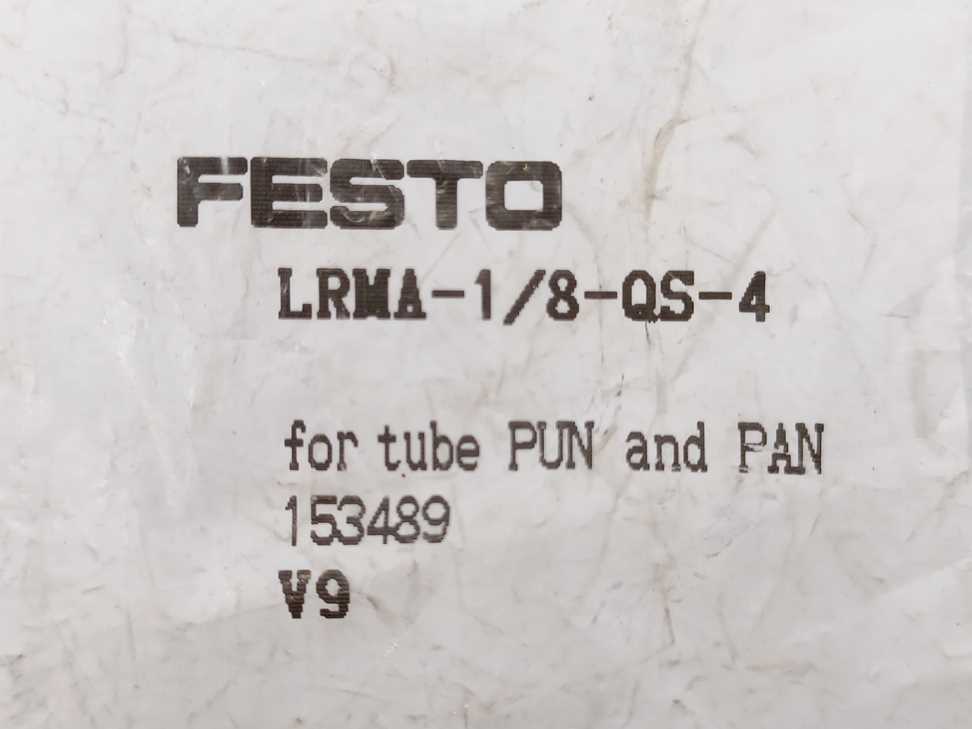 FESTO
LRMA-1/8-QS-4
for tube PUN and PAN
153489
V9